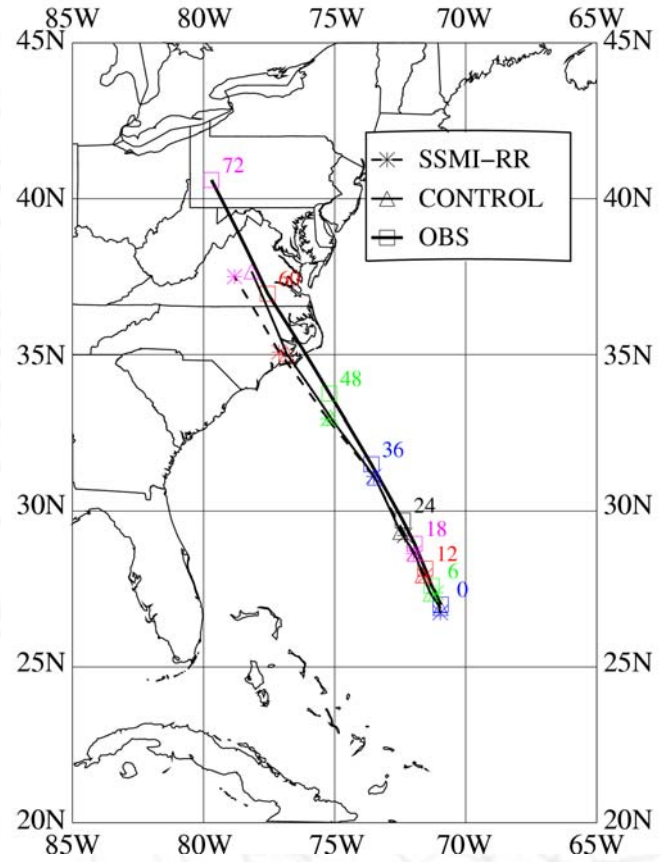 85W 80W 75W 70W 65W
45N 45N
SSMI-RR
CONTROL
OBS
72
40N 40N
60
35N 35N
48
36
30N 30N
24
18
12
6
0
25N 25N
20N 20N
85W 80W 75W 70W 65W